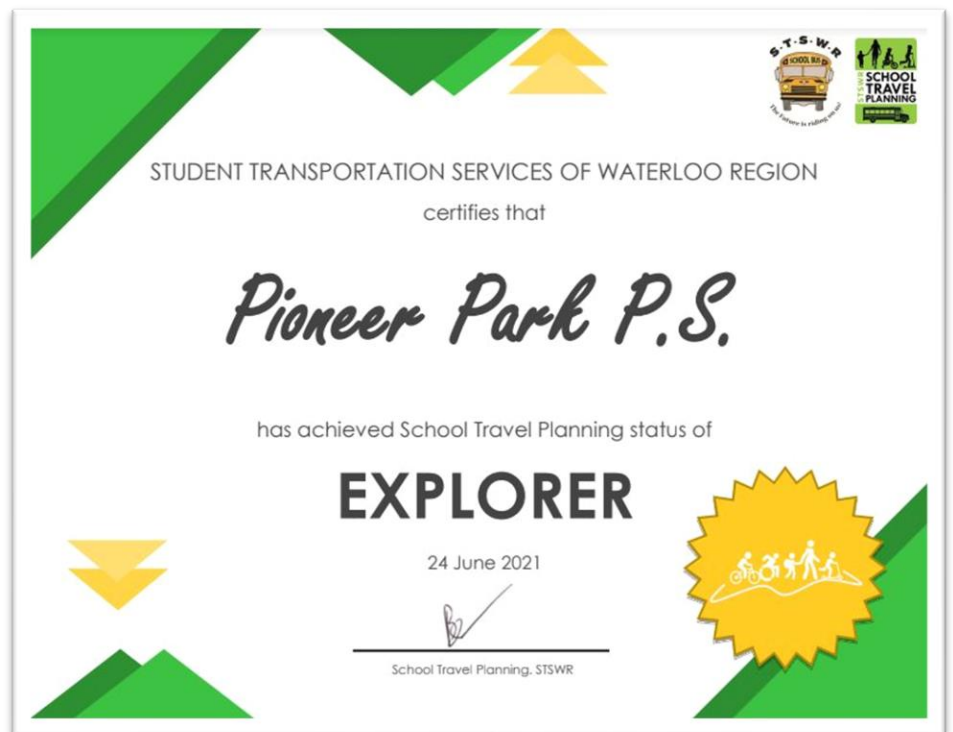 S·T·S·W·R
SCHOOL BUS
The Future is riding on us!
STSWR
SCHOOL
TRAVEL
PLANNING
STUDENT TRANSPORTATION SERVICES OF WATERLOO REGION
certifies that
Pioneer Park P.S.
has achieved School Travel Planning status of
EXPLORER
24 June 2021
School Travel Planning, STSWR